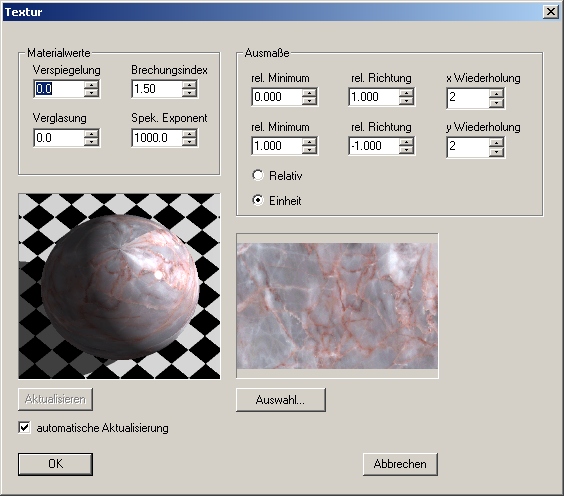 Textur
Materialwerte
Verspiegelung Brechungsindex
0.0 1.50
Verglasung Spek. Exponent
0.0 1000.0
Ausmaße
rel. Minimum rel. Richtung x Wiederholung
0.000 1.000 2
rel. Minimum rel. Richtung y Wiederholung
1.000 -1.000 2
Relativ
Einheit
Aktualisieren
Auswahl...
automatische Aktualisierung
OK
Abbrechen